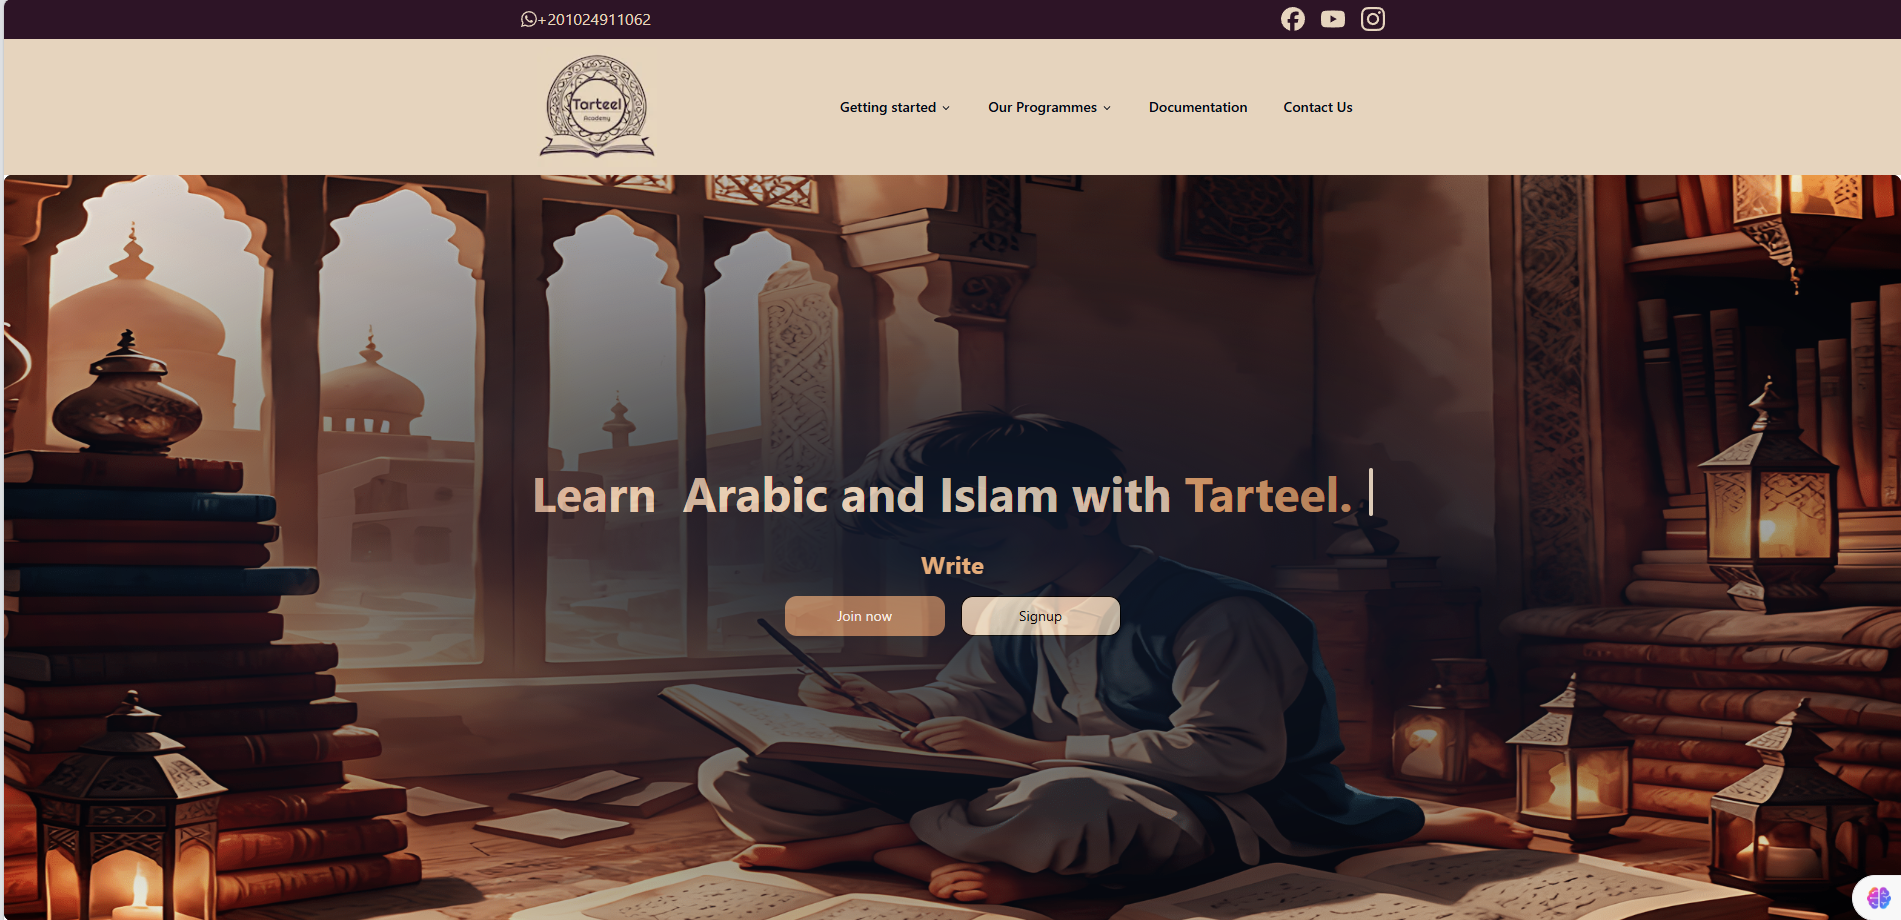 +201024911062
Tarteel
Academy
Getting started
Our Programmes
Documentation
Contact Us
Learn  Arabic and Islam with Tarteel.
Write
Join now
Signup